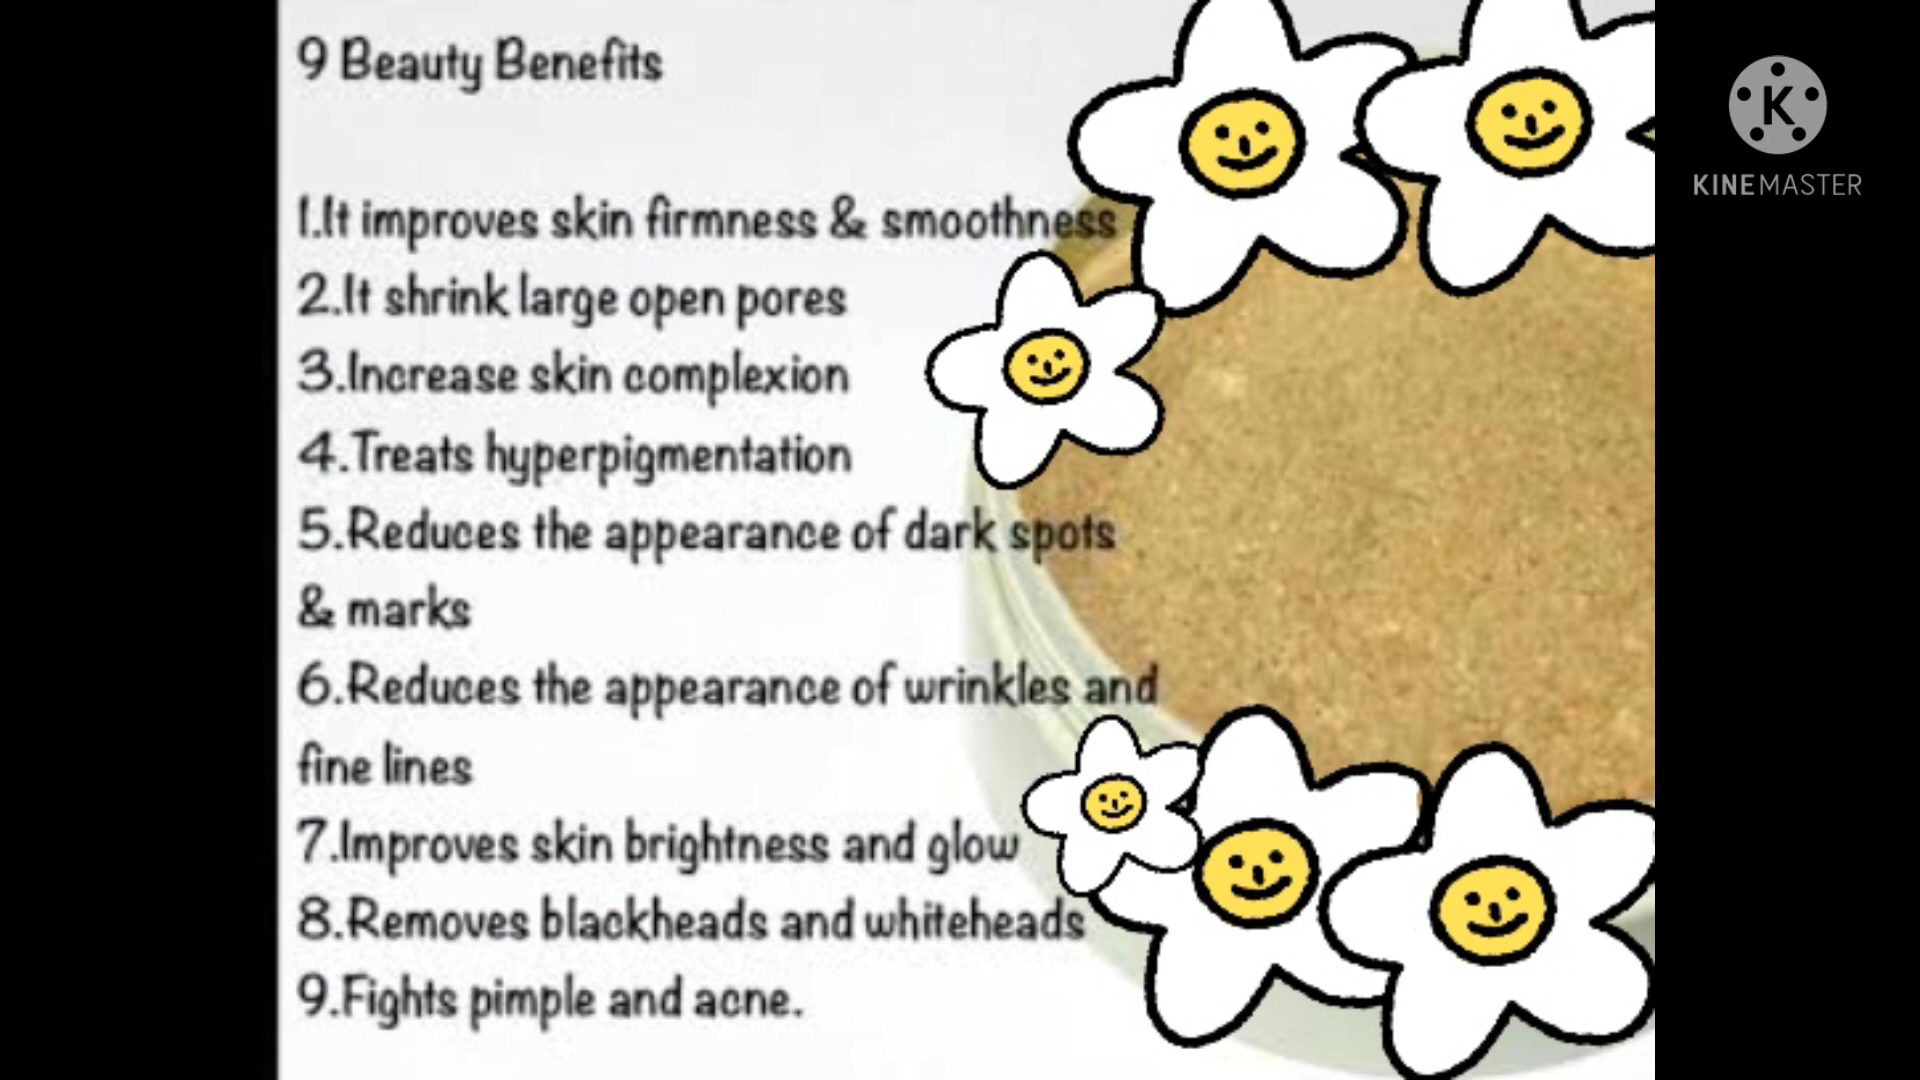 9 Beauty Benefits
1.It improves skin firmness & smoothness
2.It shrink large open pores
3.Increase skin complexion
4.Treats hyperpigmentation
5.Reduces the appearance of dark spots
& marks
6.Reduces the appearance of wrinkles and
fine lines
7.Improves skin brightness and glow
8.Removes blackheads and whiteheads
9.Fights pimple and acne.
K
KINEMASTER